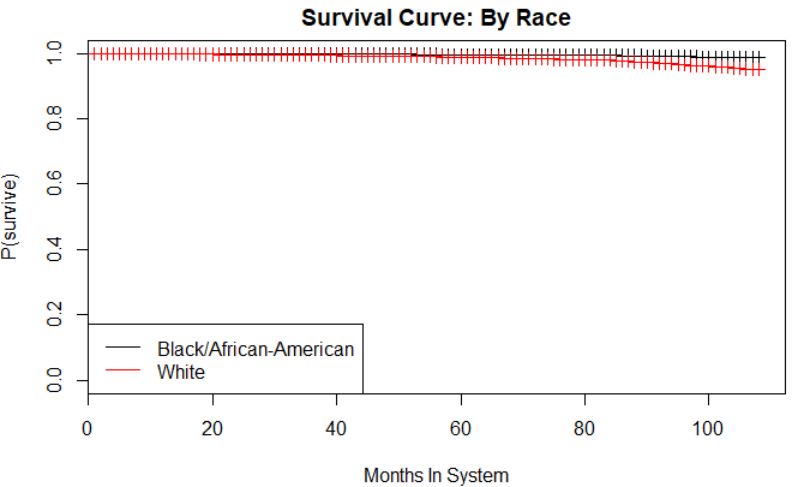 Survival Curve: By Race
P(survive)
1.0
0.8
0.6
0.4
0.2
0.0
Black/African-American
White
0 20 40 60 80 100
Months In System